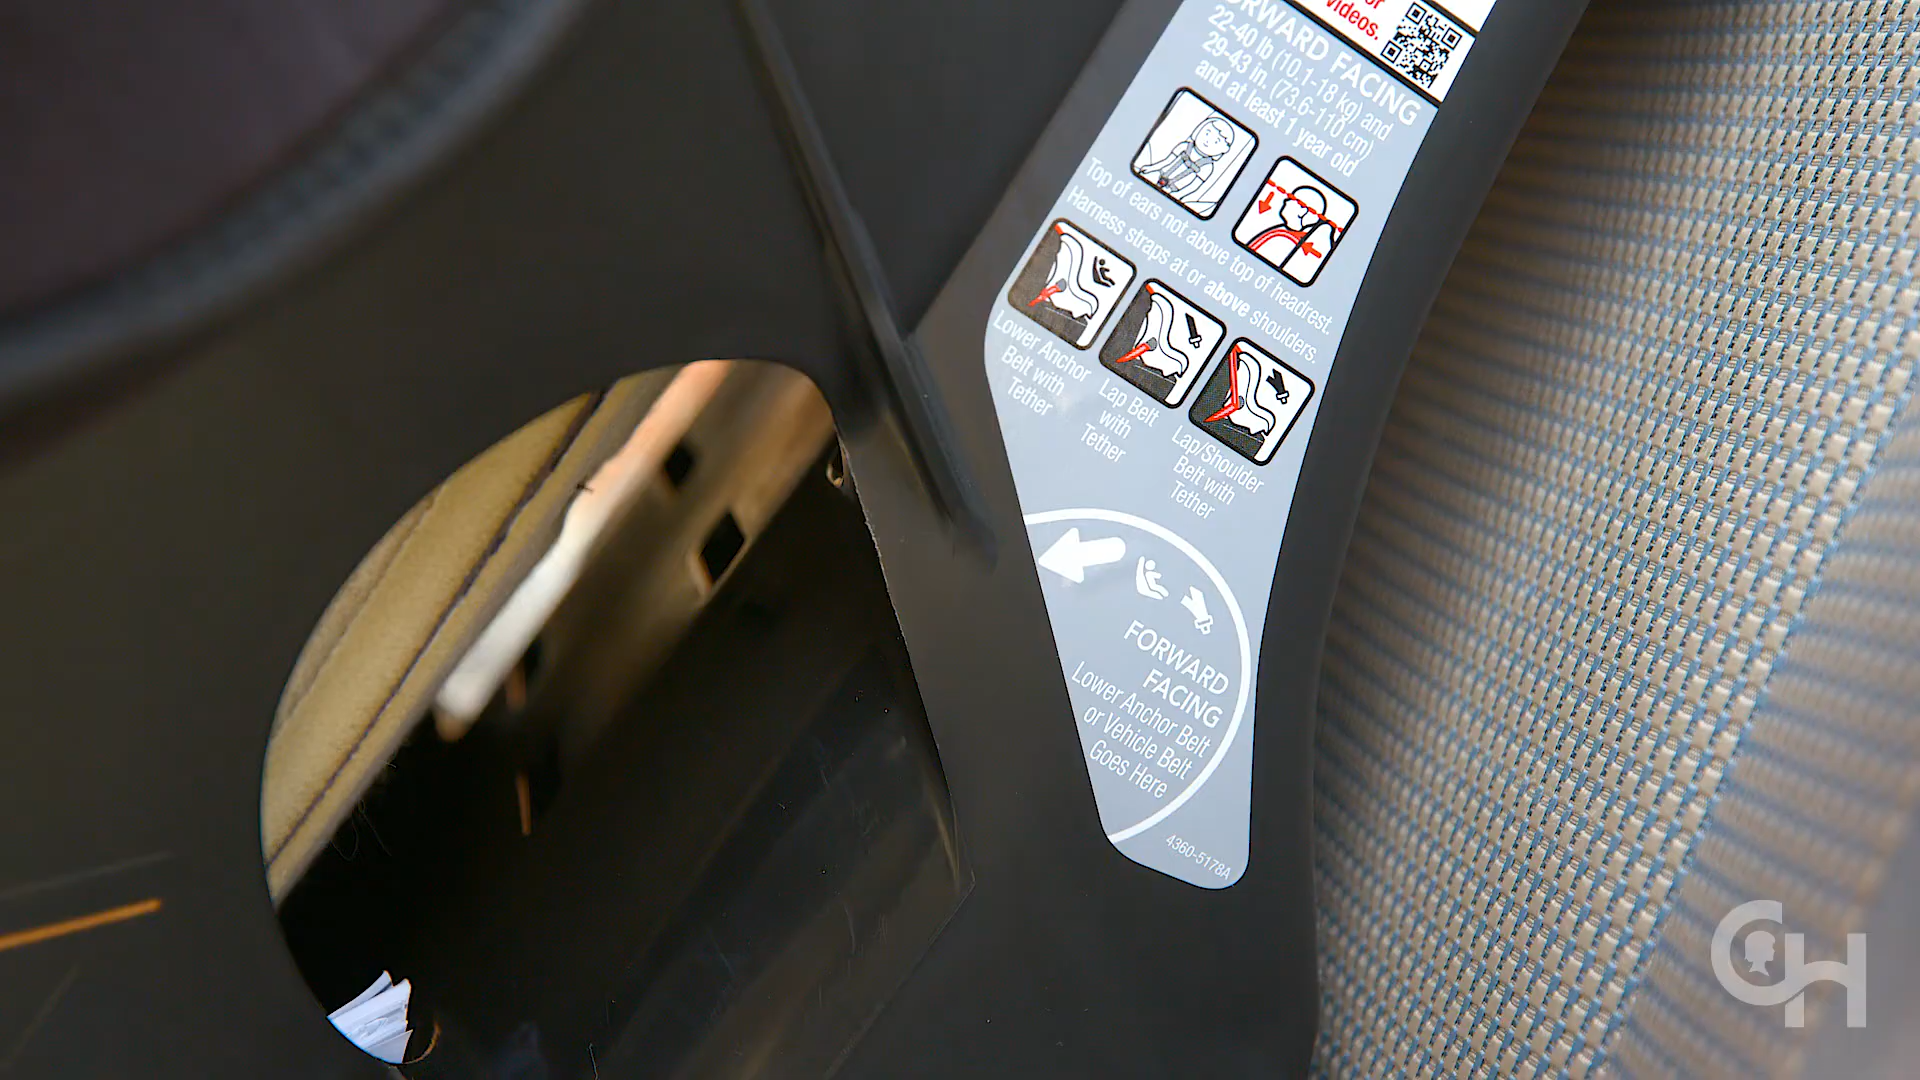 or
videos.
FORWARD FACING
22-40 lb (10.1-18 kg) and
29-43 in. (73.6-110 cm)
and at least 1 year old
Top of ears not above top of headrest.
Harness straps at or above shoulders.
Lower Anchor
Belt with
Tether
Lap Belt
with
Tether
Lap/Shoulder
Belt with
Tether
FORWARD
FACING
Lower Anchor Belt
or Vehicle Belt
Goes Here
4360-5178A
CH